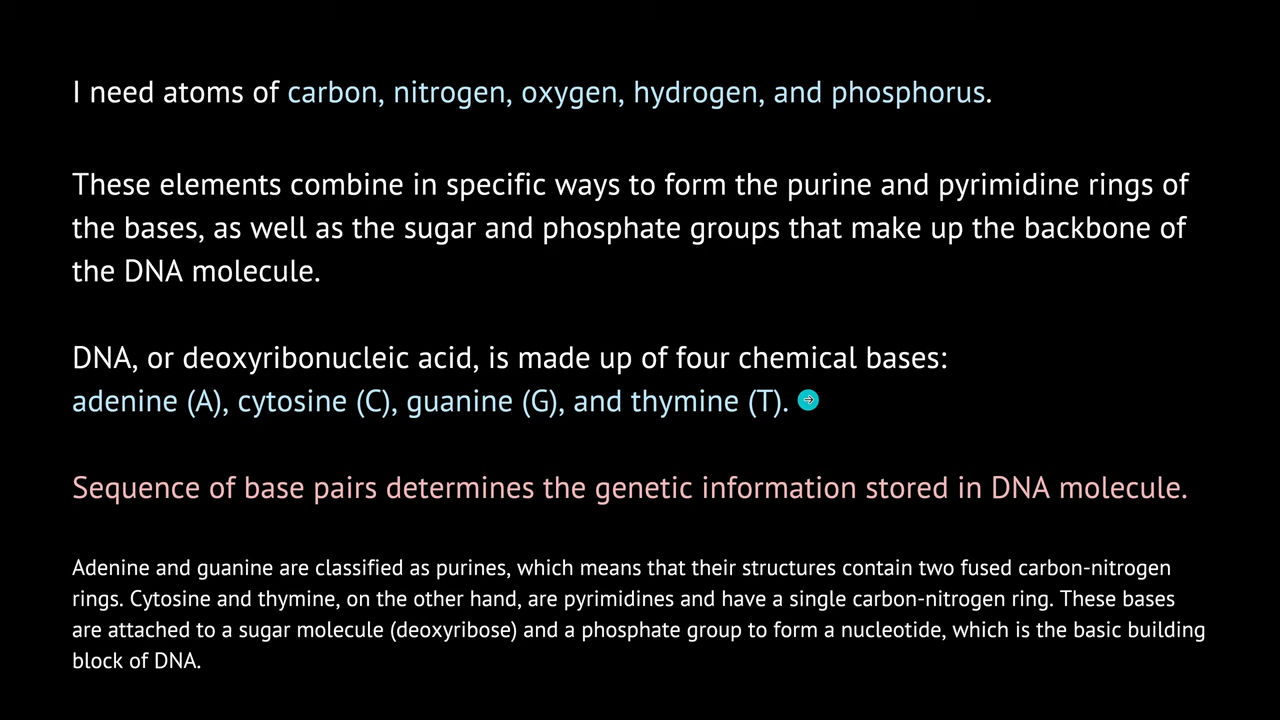 I need atoms of carbon, nitrogen, oxygen, hydrogen, and phosphorus.
These elements combine in specific ways to form the purine and pyrimidine rings of
the bases, as well as the sugar and phosphate groups that make up the backbone of
the DNA molecule.
DNA, or deoxyribonucleic acid, is made up of four chemical bases:
adenine (A), cytosine (C), guanine (G), and thymine (T).
Sequence of base pairs determines the genetic information stored in DNA molecule.
Adenine and guanine are classified as purines, which means that their structures contain two fused carbon-nitrogen
rings. Cytosine and thymine, on the other hand, are pyrimidines and have a single carbon-nitrogen ring. These bases
are attached to a sugar molecule (deoxyribose) and a phosphate group to form a nucleotide, which is the basic building
block of DNA.